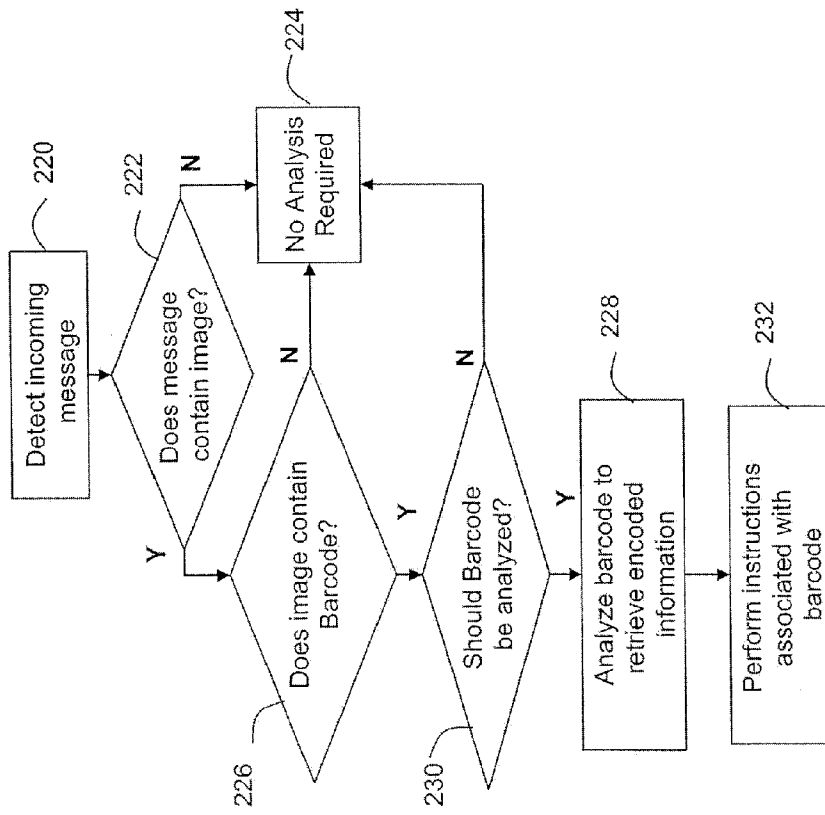 220
Detect incoming
message
222
Does message
contain image?
Y
N
224
No Analysis
Required
226
Does image contain
Barcode?
N
Y
230
Should Barcode
be analyzed?
N
Y
228
Analyze barcode to
retrieve encoded
information
232
Perform instructions
associated with
barcode